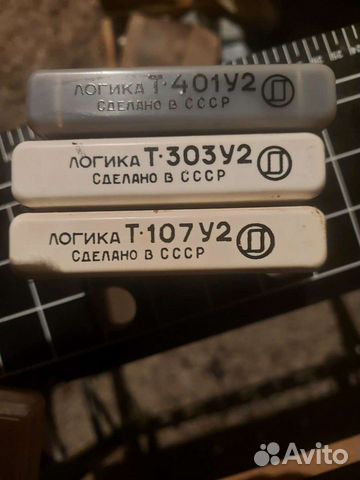 ЛОГИКА Т·401У2
СДЕЛАНО В СССР
ЛОГИКА Т·303У2
СДЕЛАНО В СССР
ЛОГИКА Т·107У2
СДЕЛАНО В СССР
Avito